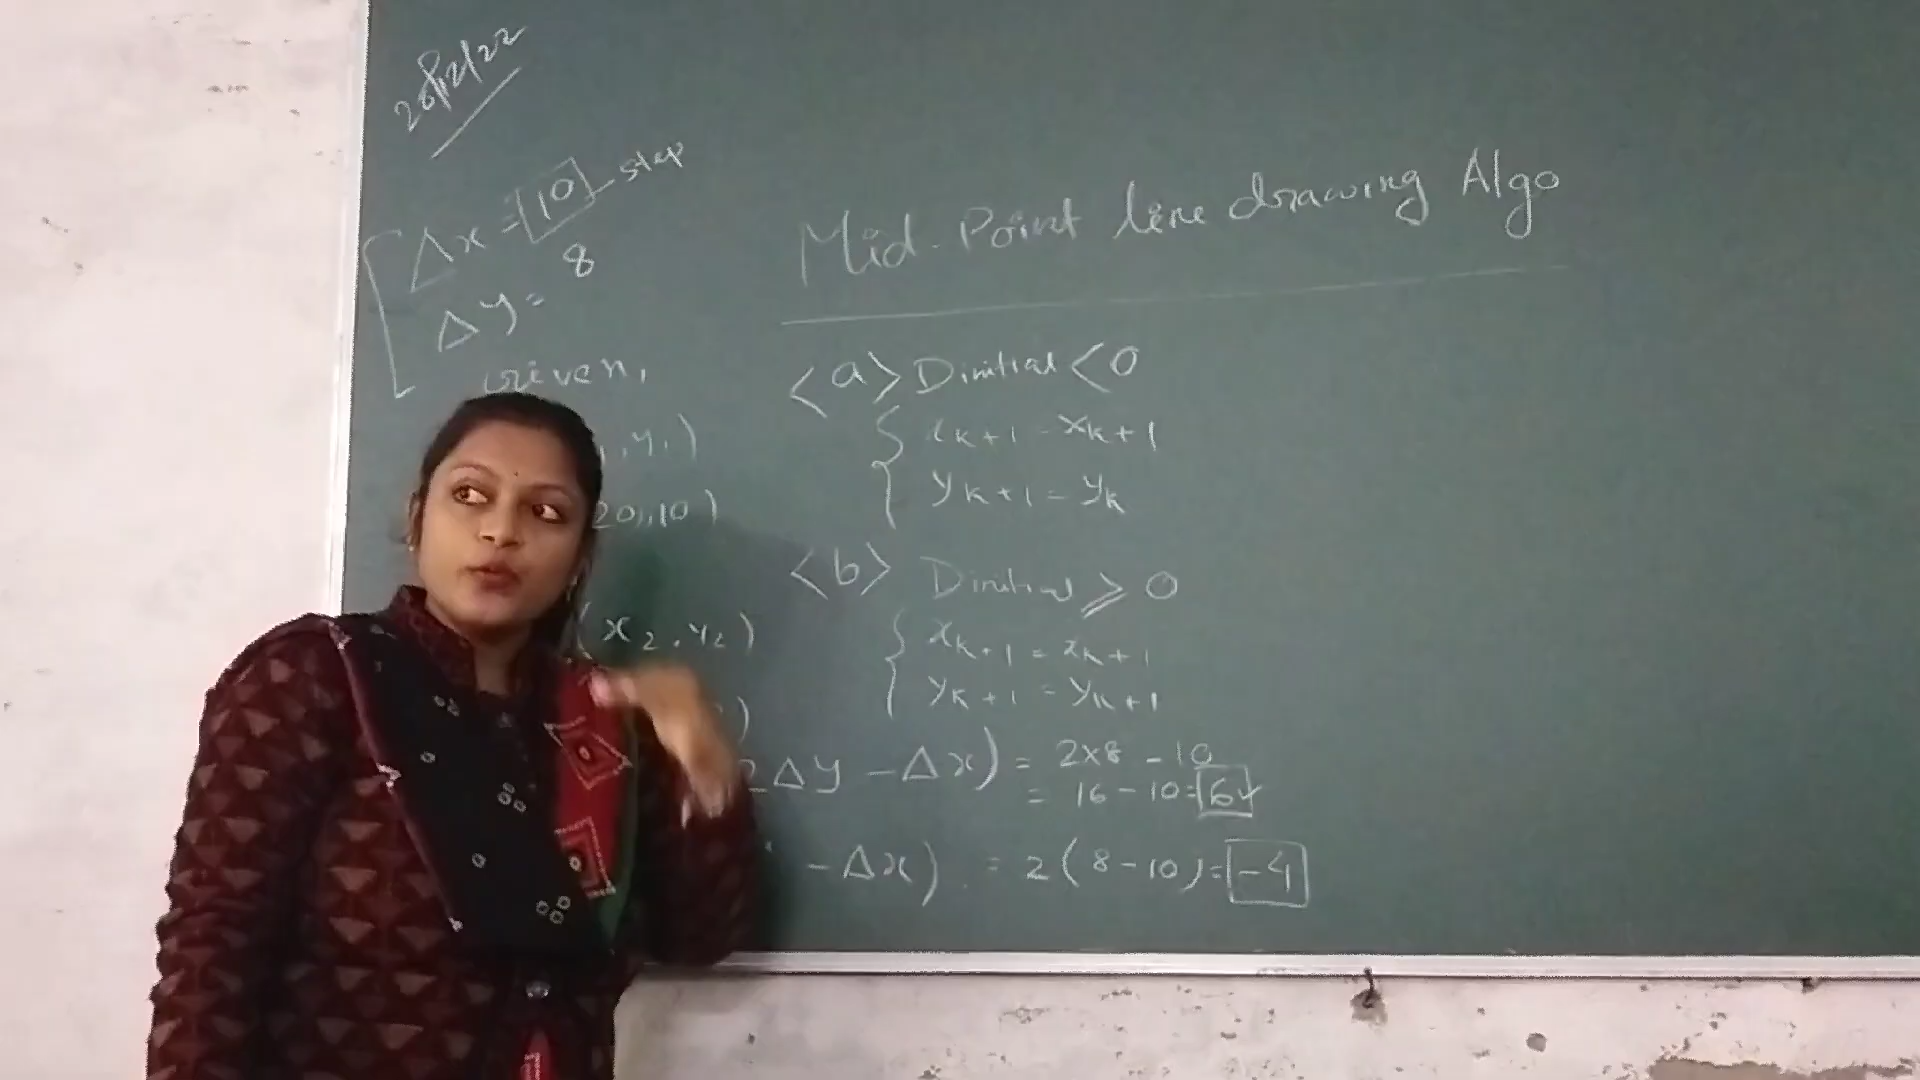 28/12/22
Δx = 10 step
Δy = 8
Given,
, y₁)
20, 10)
(x₂, y₂)
)
Mid-Point line drawing Algo
<a> Dinitial < 0
{ xₖ+1 = xₖ+1
{ yₖ+1 = yₖ
<b> Dinitial ⩾ 0
{ xₖ+1 = xₖ+1
{ yₖ+1 = yₖ+1
2Δy - Δx) = 2x8 - 10
= 16 - 10 = 6
- Δx) = 2(8-10) = -4